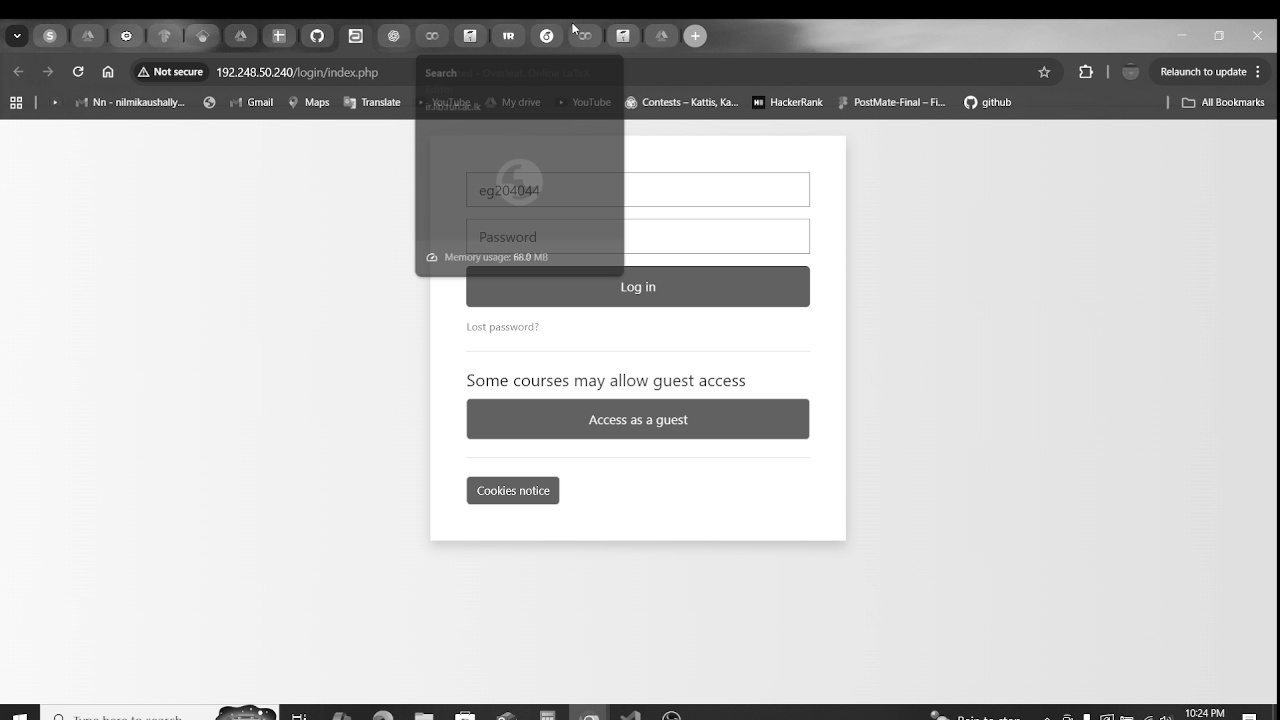 Not secure
192.248.50.240/login/index.php
Relaunch to update
Nn - nilmikaushally...
Gmail
Maps
Translate
YouTube
My drive
YouTube
Contests – Kattis, Ka...
HackerRank
PostMate-Final – Fi...
github
All Bookmarks
Search
eg204044
Password
Memory usage: 68.0 MB
Log in
Lost password?
Some courses may allow guest access
Access as a guest
Cookies notice
Type here to search
10:24 PM